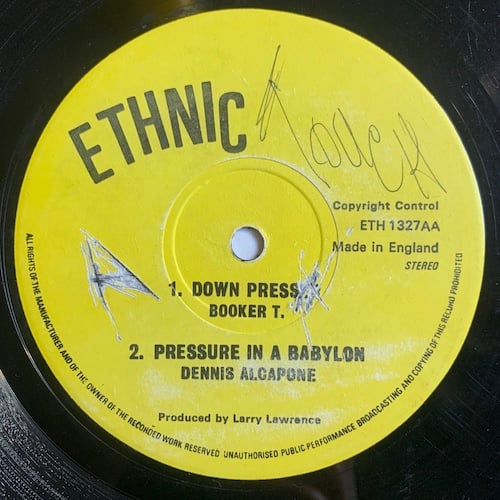 ETHNIC
Touch
Copyright Control
ETH 1327AA
Made in England
STEREO
A
1. DOWN
BOOKER T.
2. PRESSURE IN A BABYLON
DENNIS ALCAPONE
Produced by Larry Lawrence
ALL RIGHTS OF THE MANUFACTURER AND OF THE OWNER OF THE RECORDED WORK RESERVED UNAUTHORISED PUBLIC PERFORMANCE BROADCASTING AND COPYING OF THIS RECORD PROHIBITED